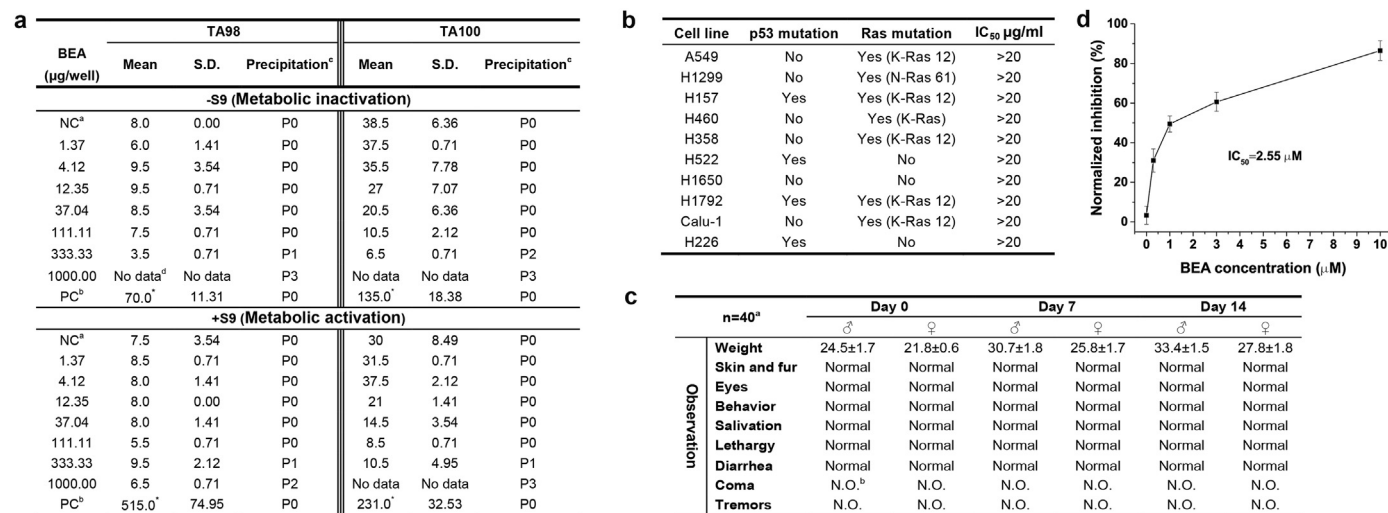 a
TA98 TA100
BEA (μg/well) Mean S.D. Precipitationᶜ Mean S.D. Precipitationᶜ
-S9 (Metabolic inactivation)
NCᵃ 8.0 0.00 P0 38.5 6.36 P0
1.37 6.0 1.41 P0 37.5 0.71 P0
4.12 9.5 3.54 P0 35.5 7.78 P0
12.35 9.5 0.71 P0 27 7.07 P0
37.04 8.5 3.54 P0 20.5 6.36 P0
111.11 7.5 0.71 P0 10.5 2.12 P0
333.33 3.5 0.71 P1 6.5 0.71 P2
1000.00 No dataᵈ No data P3 No data No data P3
PCᵇ 70.0* 11.31 P0 135.0* 18.38 P0
+S9 (Metabolic activation)
NCᵃ 7.5 3.54 P0 30 8.49 P0
1.37 8.5 0.71 P0 31.5 0.71 P0
4.12 8.0 1.41 P0 37.5 2.12 P0
12.35 8.0 0.00 P0 21 1.41 P0
37.04 8.0 1.41 P0 14.5 3.54 P0
111.11 5.5 0.71 P0 8.5 0.71 P0
333.33 9.5 2.12 P1 10.5 4.95 P1
1000.00 6.5 0.71 P2 No data No data P3
PCᵇ 515.0* 74.95 P0 231.0* 32.53 P0
b
Cell line p53 mutation Ras mutation IC₅₀ μg/ml
A549 No Yes (K-Ras 12) >20
H1299 No Yes (N-Ras 61) >20
H157 Yes Yes (K-Ras 12) >20
H460 No Yes (K-Ras) >20
H358 No Yes (K-Ras 12) >20
H522 Yes No >20
H1650 No No >20
H1792 Yes Yes (K-Ras 12) >20
Calu-1 No Yes (K-Ras 12) >20
H226 Yes No >20
d
Normalized inhibition (%)
100
80
60
40
20
0
IC₅₀=2.55 μM
0 1 2 3 4 5 6 7 8 9 10
BEA concentration (μM)
c
n=40ᵃ Day 0 Day 7 Day 14
♂ ♀ ♂ ♀ ♂ ♀
Observation
Weight 24.5±1.7 21.8±0.6 30.7±1.8 25.8±1.7 33.4±1.5 27.8±1.8
Skin and fur Normal Normal Normal Normal Normal Normal
Eyes Normal Normal Normal Normal Normal Normal
Behavior Normal Normal Normal Normal Normal Normal
Salivation Normal Normal Normal Normal Normal Normal
Lethargy Normal Normal Normal Normal Normal Normal
Diarrhea Normal Normal Normal Normal Normal Normal
Coma N.O.ᵇ N.O. N.O. N.O. N.O. N.O.
Tremors N.O. N.O. N.O. N.O. N.O. N.O.